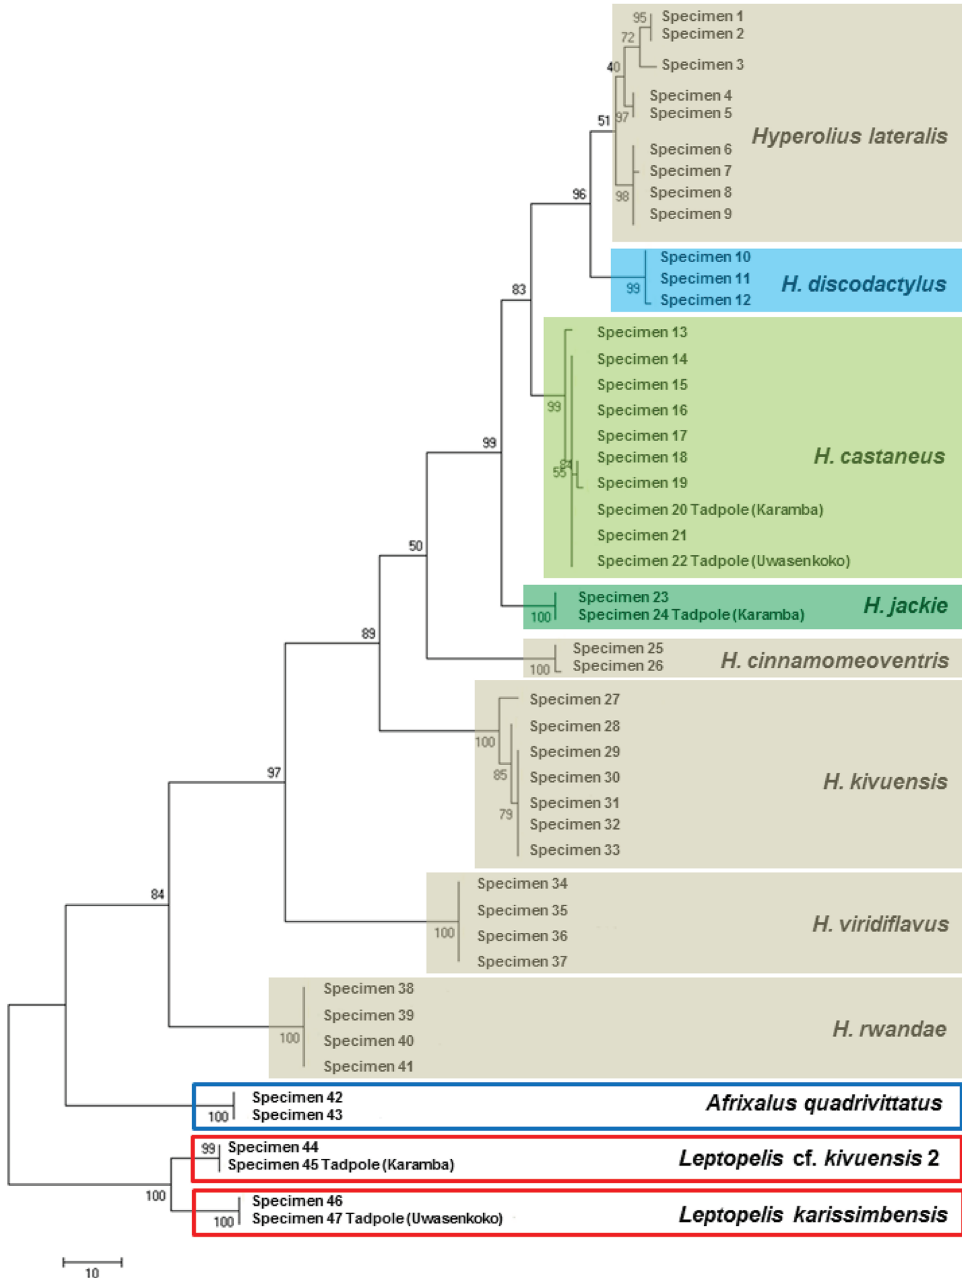 95
Specimen 1
Specimen 2
72
Specimen 3
40
Specimen 4
Specimen 5
97
51
Hyperolius lateralis
Specimen 6
Specimen 7
Specimen 8
Specimen 9
98
96
Specimen 10
Specimen 11
Specimen 12
99
H. discodactylus
83
Specimen 13
Specimen 14
Specimen 15
Specimen 16
Specimen 17
Specimen 18
Specimen 19
Specimen 20 Tadpole (Karamba)
Specimen 21
Specimen 22 Tadpole (Uwasenkoko)
99
55
H. castaneus
99
Specimen 23
Specimen 24 Tadpole (Karamba)
100
H. jackie
50
Specimen 25
Specimen 26
100
H. cinnamomeoventris
89
Specimen 27
Specimen 28
Specimen 29
Specimen 30
Specimen 31
Specimen 32
Specimen 33
100
85
79
H. kivuensis
97
Specimen 34
Specimen 35
Specimen 36
Specimen 37
100
H. viridiflavus
84
Specimen 38
Specimen 39
Specimen 40
Specimen 41
100
H. rwandae
Specimen 42
Specimen 43
100
Afrixalus quadrivittatus
99
Specimen 44
Specimen 45 Tadpole (Karamba)
Leptopelis cf. kivuensis 2
100
Specimen 46
Specimen 47 Tadpole (Uwasenkoko)
100
Leptopelis karissimbensis
10